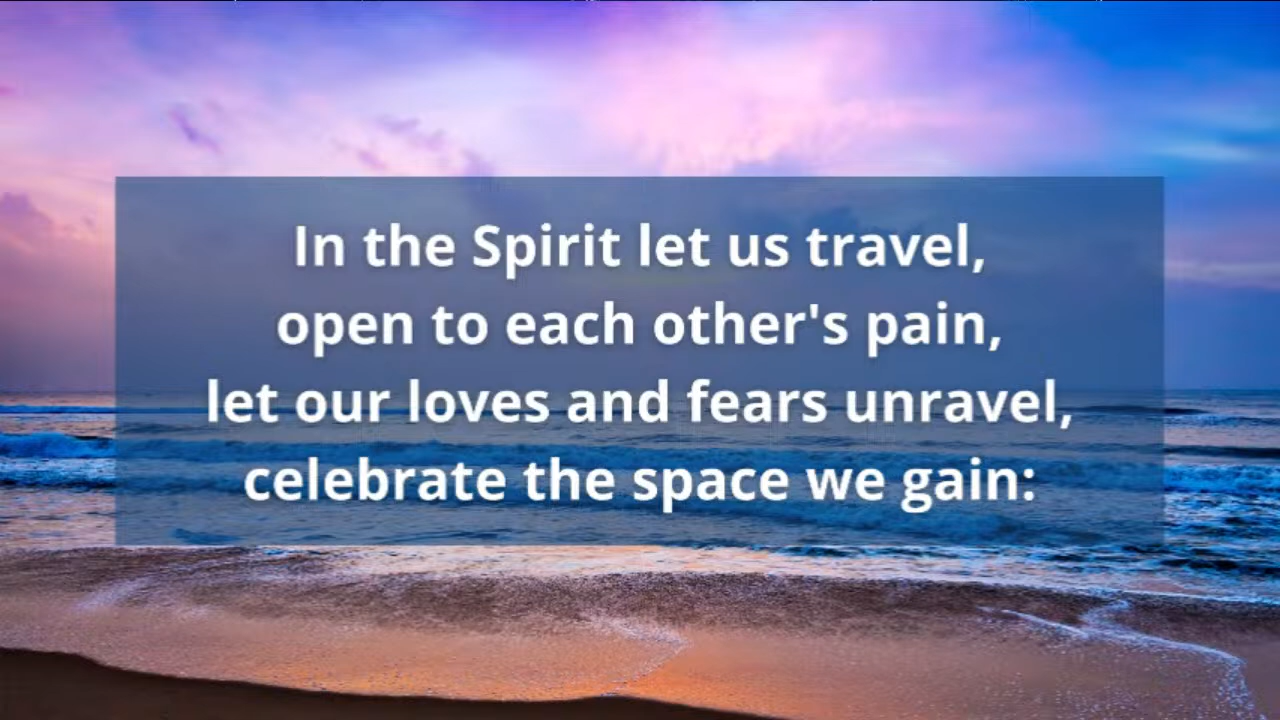 In the Spirit let us travel,
open to each other's pain,
let our loves and fears unravel,
celebrate the space we gain: